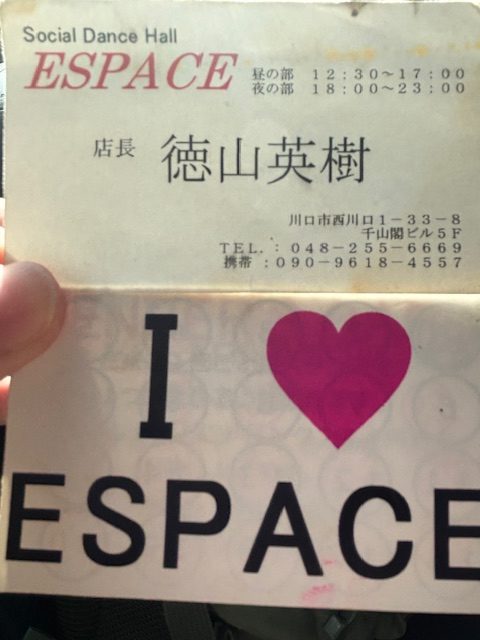 Social Dance Hall
ESPACE
昼の部 12:30～17:00
夜の部 18:00～23:00
店長 徳山英樹
川口市西川口1－33－8
千山閣ビル5F
TEL.:048－255－6669
携帯:090－9618－4557
I ♥
ESPACE